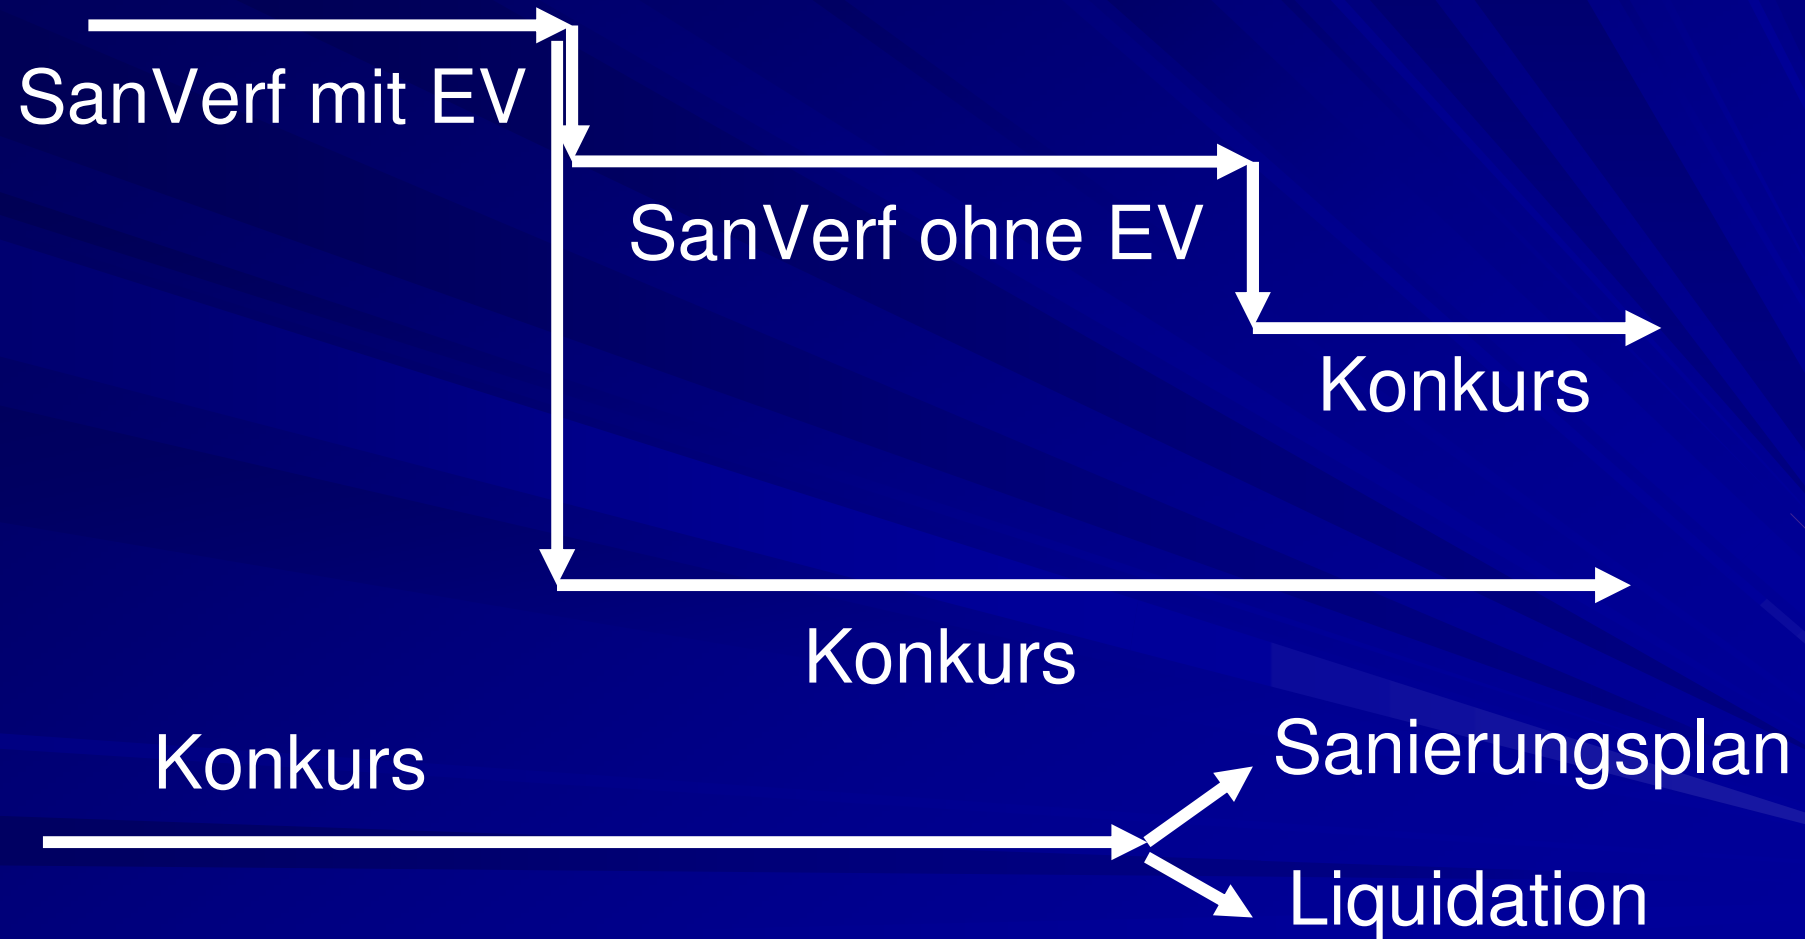 SanVerf mit EV
SanVerf ohne EV
Konkurs
Konkurs
Konkurs
Sanierungsplan
Liquidation